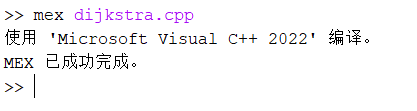 >> mex dijkstra.cpp
使用 'Microsoft Visual C++ 2022' 编译。
MEX 已成功完成。
>>